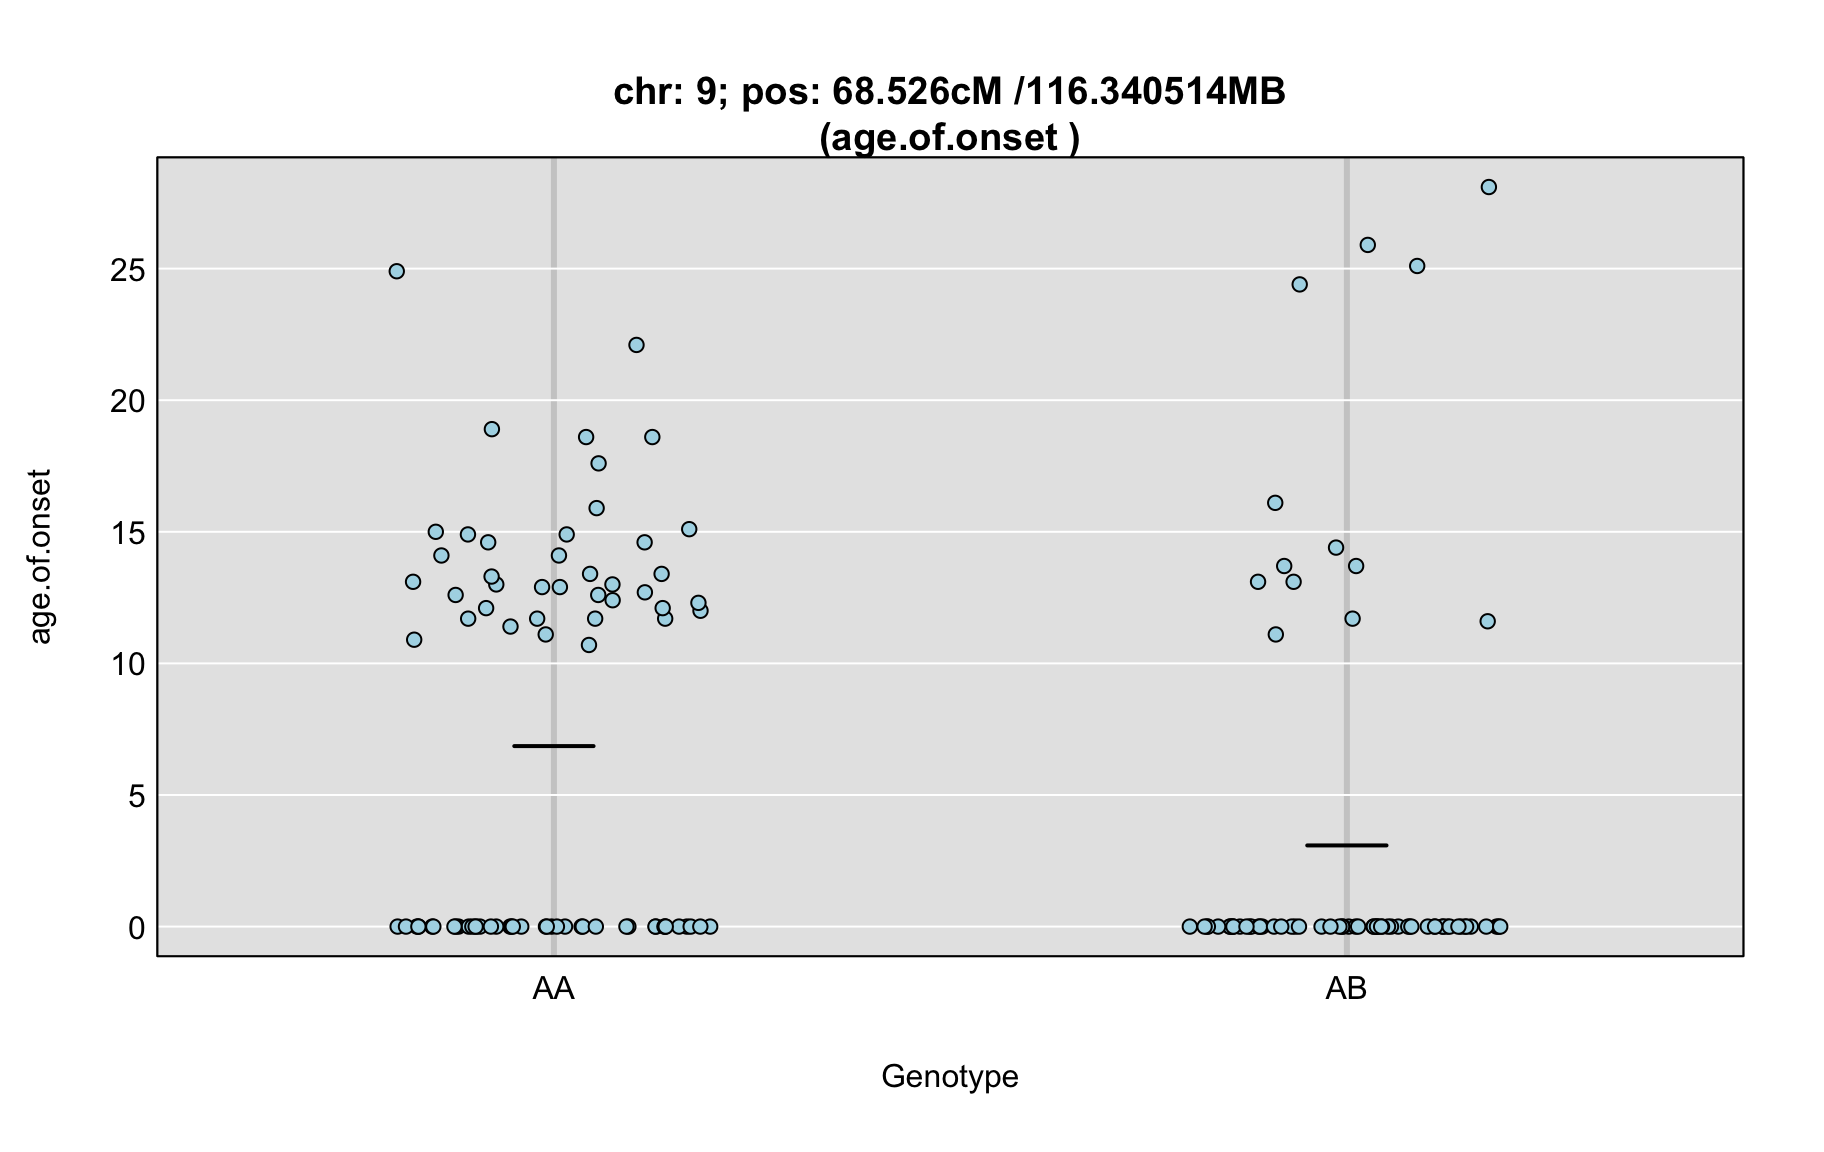 chr: 9; pos: 68.526cM /116.340514MB
(age.of.onset )
age.of.onset
25
20
15
10
5
0
AA
AB
Genotype